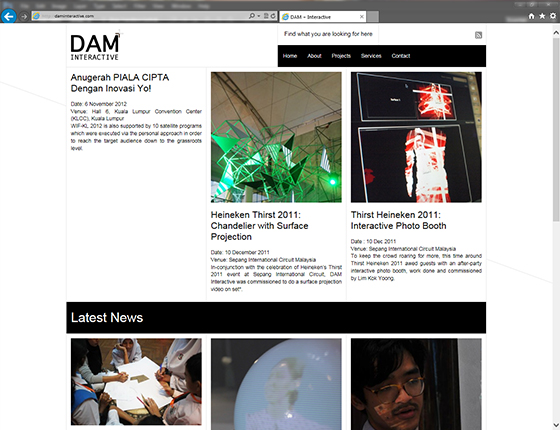 daminteractive.com
DAM > Interactive
Find what you are looking for here
DAM
INTERACTIVE
Home About Projects Services Contact
Anugerah PIALA CIPTA
Dengan Inovasi Yo!
Date: 6 November 2012
Venue: Hall 6, Kuala Lumpur Convention Center
(KLCC), Kuala Lumpur
WIF-KL 2012 is also supported by 10 satellite programs
which were executed via the personal approach in order
to reach the target audience down to the grassroots
level.
Heineken Thirst 2011:
Chandelier with Surface
Projection
Date: 10 December 2011
Venue: Sepang International Circuit Malaysia
In-conjunction with the celebration of Heineken's Thirst
2011 event at Sepang International Circuit, DAM
Interactive was commissioned to do a surface projection
video on set".
Thirst Heineken 2011:
Interactive Photo Booth
Date : 10 Dec 2011
Venue: Sepang International Circuit Malaysia
To keep the crowd roaring for more, this time around
Thirst Heineken 2011 awed guests with an after-party
interactive photo booth, work done and commissioned
by Lim Kok Yoong.
Latest News